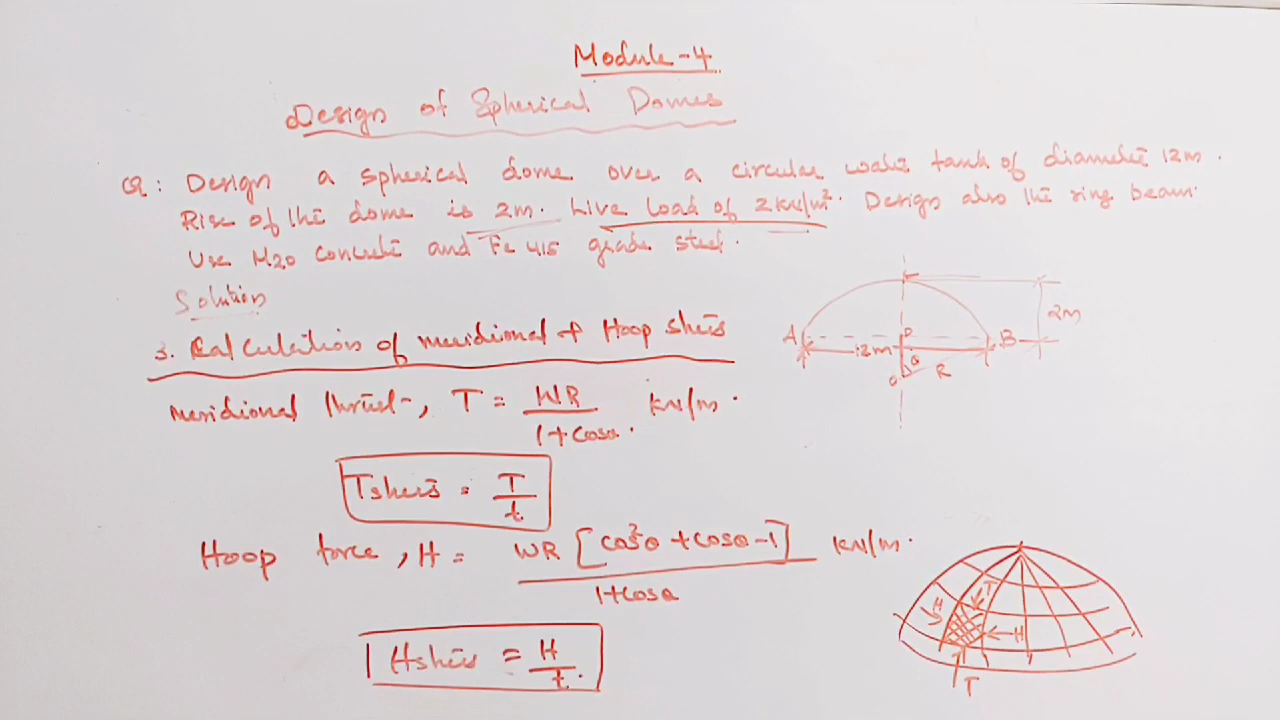 Module-4
Design of Spherical Domes
Q: Design a spherical dome over a circular water tank of diameter 12m.
Rise of the dome is 2m. Live load of 2kN/m². Design also the ring beam.
Use M20 concrete and Fe 415 grade steel.
Solution
3. Calculation of meridional & Hoop stress
Meridional thrust, T = WR / 1+cosθ kN/m.
T stress = T / t
Hoop force, H = WR [cos²θ + cosθ-1] / 1+cosθ kN/m.
H stress = H / t.
2m
A P B
12m
θ
O R
T
H
H
T